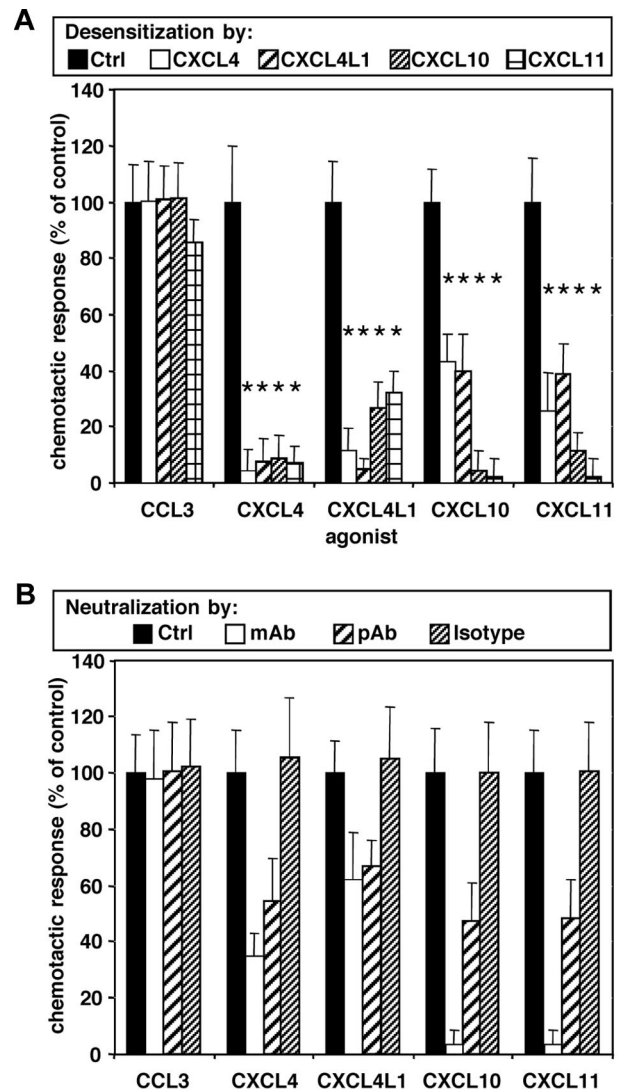 A
Desensitization by:
Ctrl CXCL4 CXCL4L1 CXCL10 CXCL11
chemotactic response (% of control)
140
120
100
80
60
40
20
0
****
****
****
****
CCL3 CXCL4 CXCL4L1 CXCL10 CXCL11
agonist
B
Neutralization by:
Ctrl mAb pAb Isotype
chemotactic response (% of control)
140
120
100
80
60
40
20
0
CCL3 CXCL4 CXCL4L1 CXCL10 CXCL11